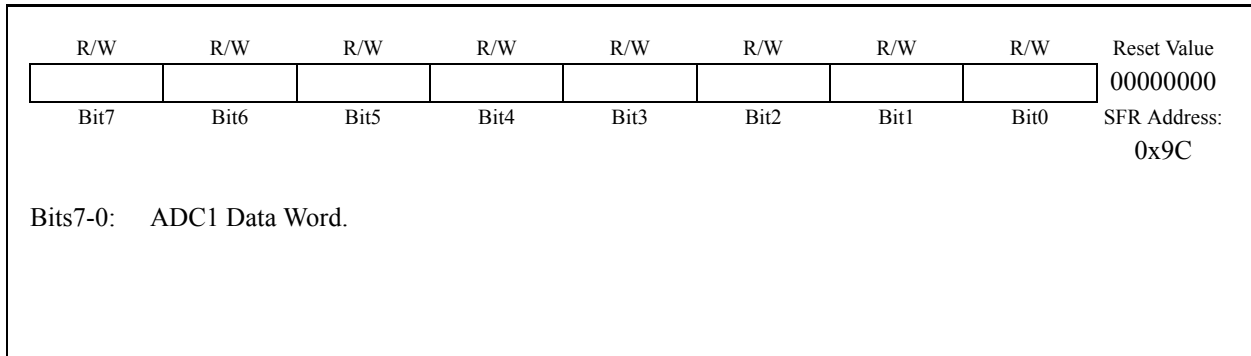 R/W R/W R/W R/W R/W R/W R/W R/W Reset Value
00000000
Bit7 Bit6 Bit5 Bit4 Bit3 Bit2 Bit1 Bit0 SFR Address:
0x9C
Bits7-0: ADC1 Data Word.